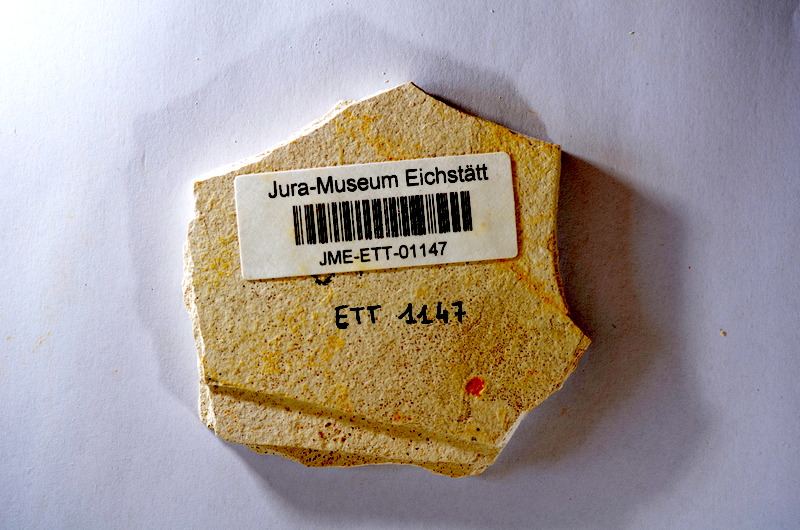 Jura-Museum Eichstätt
JME-ETT-01147
ETT 1147